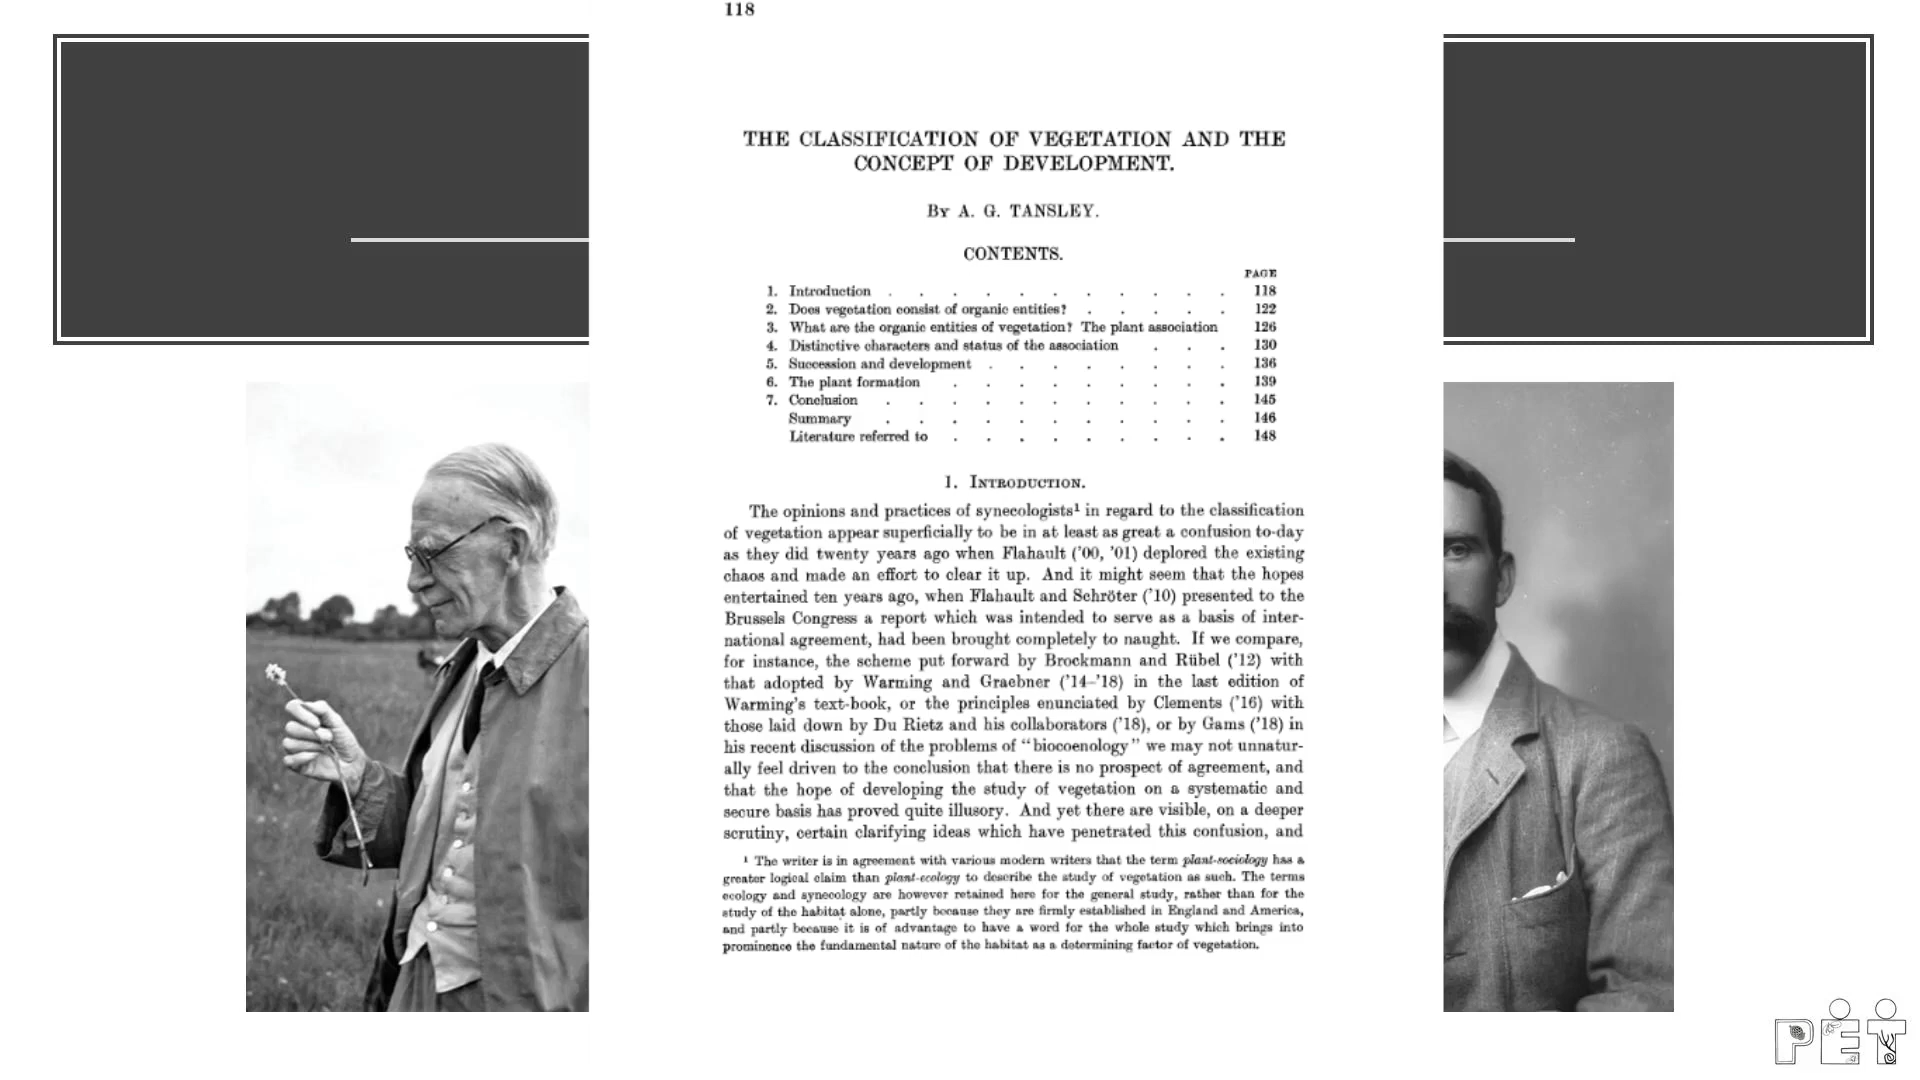 118
THE CLASSIFICATION OF VEGETATION AND THE
CONCEPT OF DEVELOPMENT.
By A. G. TANSLEY.
CONTENTS.
PAGE
1. Introduction . . . . . . . . . . . 118
2. Does vegetation consist of organic entities? . . . . . 122
3. What are the organic entities of vegetation? The plant association 126
4. Distinctive characters and status of the association . . . 130
5. Succession and development . . . . . . . . 136
6. The plant formation . . . . . . . . . 139
7. Conclusion . . . . . . . . . . . 145
Summary . . . . . . . . . . . 146
Literature referred to . . . . . . . . . 148
1. Introduction.
The opinions and practices of synecologists¹ in regard to the classification
of vegetation appear superficially to be in at least as great a confusion to-day
as they did twenty years ago when Flahault ('00, '01) deplored the existing
chaos and made an effort to clear it up. And it might seem that the hopes
entertained ten years ago, when Flahault and Schröter ('10) presented to the
Brussels Congress a report which was intended to serve as a basis of inter-
national agreement, had been brought completely to naught. If we compare,
for instance, the scheme put forward by Brockmann and Rübel ('12) with
that adopted by Warming and Graebner ('14–'18) in the last edition of
Warming's text-book, or the principles enunciated by Clements ('16) with
those laid down by Du Rietz and his collaborators ('18), or by Gams ('18) in
his recent discussion of the problems of "biocoenology" we may not unnatur-
ally feel driven to the conclusion that there is no prospect of agreement, and
that the hope of developing the study of vegetation on a systematic and
secure basis has proved quite illusory. And yet there are visible, on a deeper
scrutiny, certain clarifying ideas which have penetrated this confusion, and
¹ The writer is in agreement with various modern writers that the term plant-sociology has a
greater logical claim than plant-ecology to describe the study of vegetation as such. The terms
ecology and synecology are however retained here for the general study, rather than for the
study of the habitat alone, partly because they are firmly established in England and America,
and partly because it is of advantage to have a word for the whole study which brings into
prominence the fundamental nature of the habitat as a determining factor of vegetation.
PET